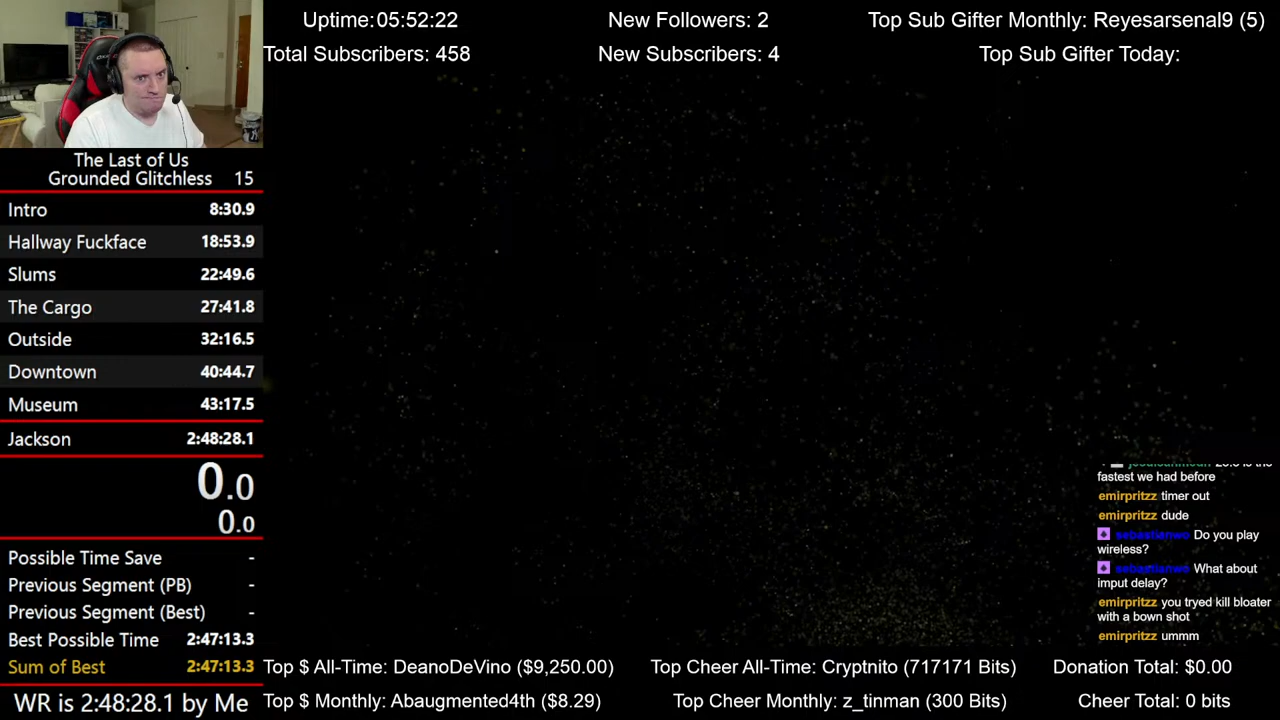 Uptime:05:52:22
New Followers: 2
Top Sub Gifter Monthly: Reyesarsenal9 (5)
Total Subscribers: 458
New Subscribers: 4
Top Sub Gifter Today:
The Last of Us
Grounded Glitchless 15
Intro 8:30.9
Hallway Fuckface 18:53.9
Slums 22:49.6
The Cargo 27:41.8
Outside 32:16.5
Downtown 40:44.7
Museum 43:17.5
Jackson 2:48:28.1
0.0
0.0
Possible Time Save -
Previous Segment (PB) -
Previous Segment (Best) -
Best Possible Time 2:47:13.3
Sum of Best 2:47:13.3
WR is 2:48:28.1 by Me
fastest we had before
emirpritzz timer out
emirpritzz dude
sebastianwo Do you play
wireless?
sebastianwo What about
imput delay?
emirpritzz you tryed kill bloater
with a bown shot
emirpritzz ummm
Top $ All-Time: DeanoDeVino ($9,250.00)
Top Cheer All-Time: Cryptnito (717171 Bits)
Donation Total: $0.00
Top $ Monthly: Abaugmented4th ($8.29)
Top Cheer Monthly: z_tinman (300 Bits)
Cheer Total: 0 bits